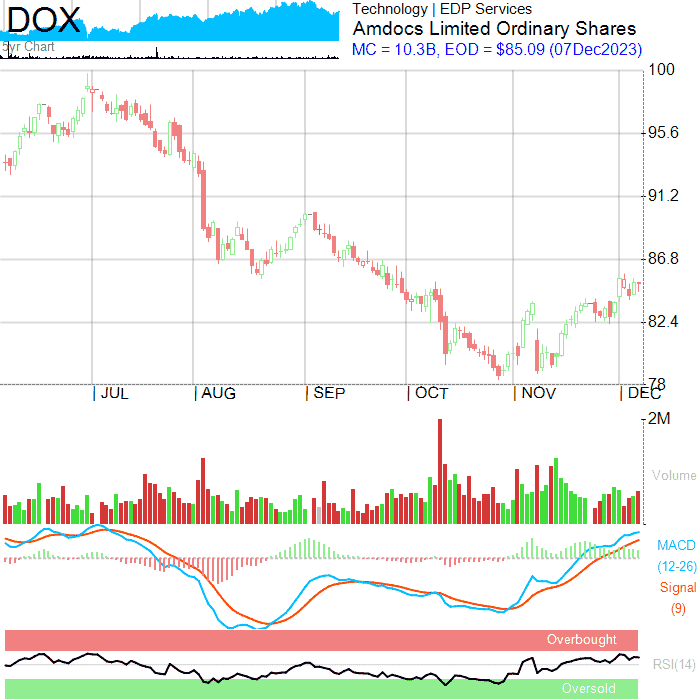 DOX
5yr Chart
Technology | EDP Services
Amdocs Limited Ordinary Shares
MC = 10.3B, EOD = $85.09 (07Dec2023)
100
95.6
91.2
86.8
82.4
78
JUL AUG SEP OCT NOV DEC
2M
Volume
MACD
(12-26)
Signal
(9)
Overbought
RSI(14)
Oversold